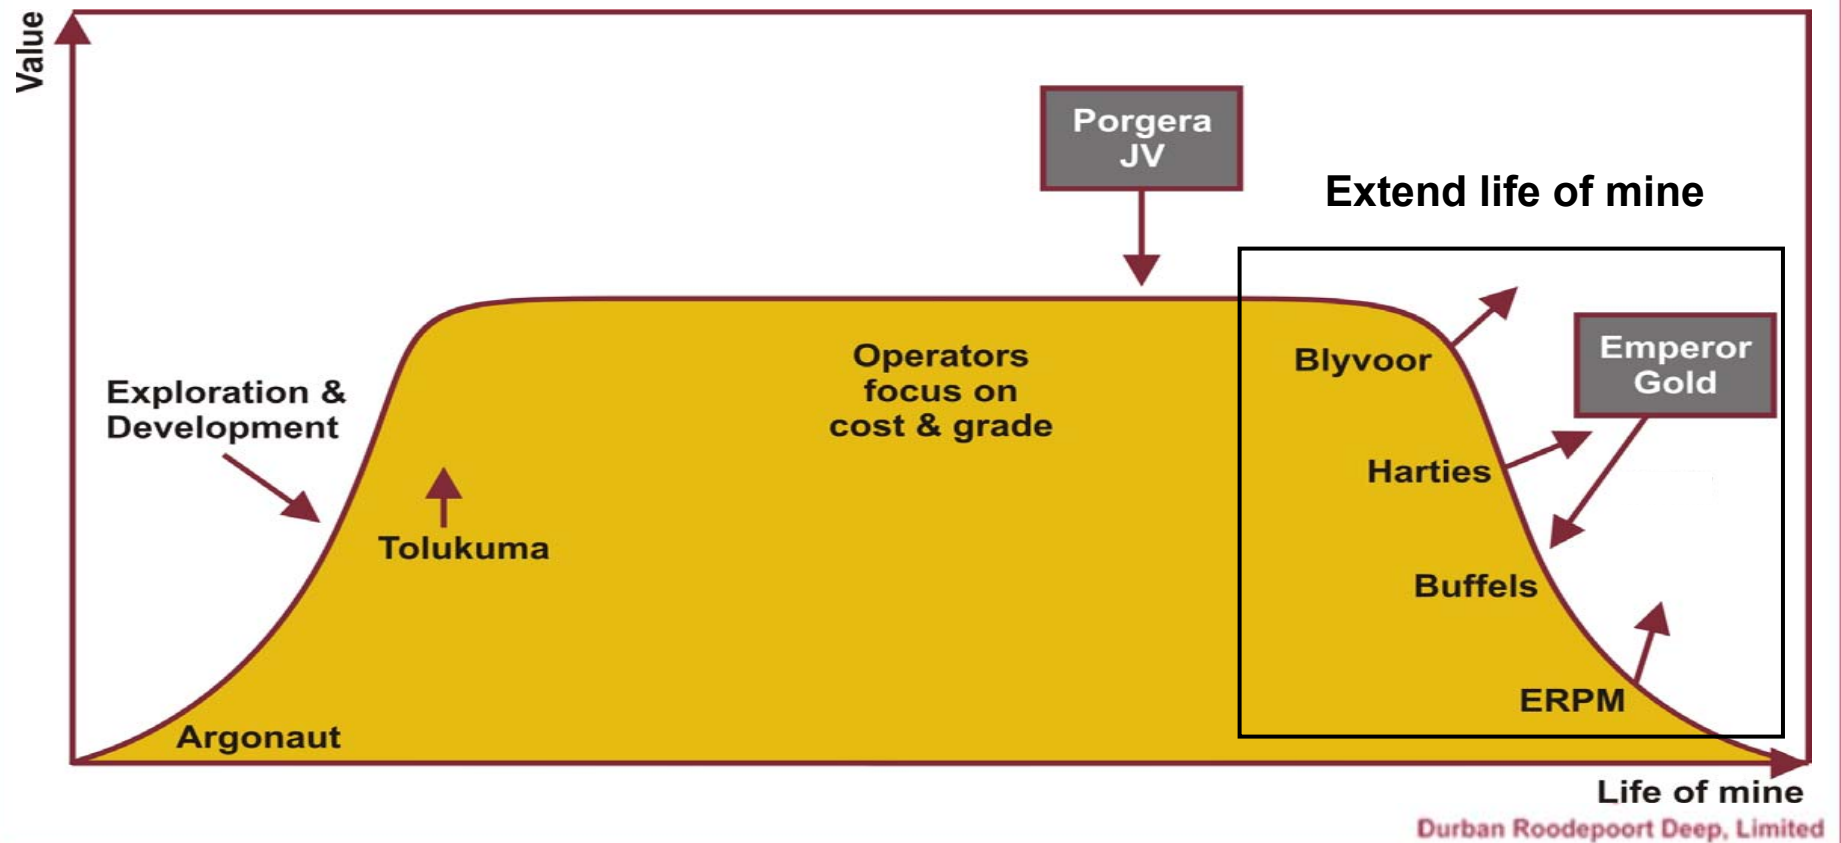 Value
Porgera
JV
Extend life of mine
Operators
focus on
cost & grade
Blyvoor
Emperor
Gold
Exploration &
Development
Harties
Tolukuma
Buffels
ERPM
Argonaut
Life of mine
Durban Roodepoort Deep, Limited